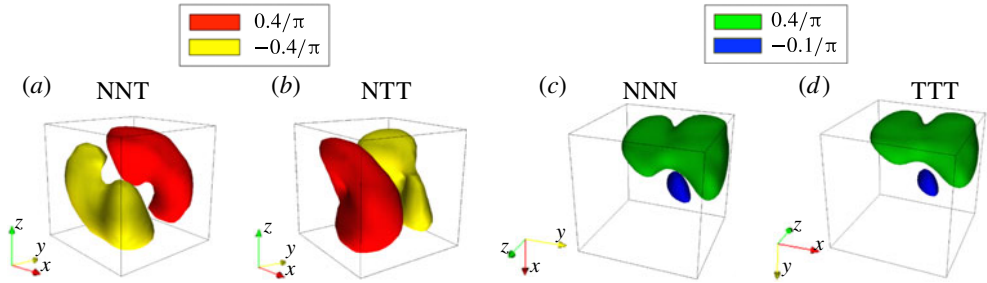 0.4/π
−0.4/π
0.4/π
−0.1/π
(a) NNT
(b) NTT
(c) NNN
(d) TTT
z
y
x
z
y
x
z
y
x
z
x
y